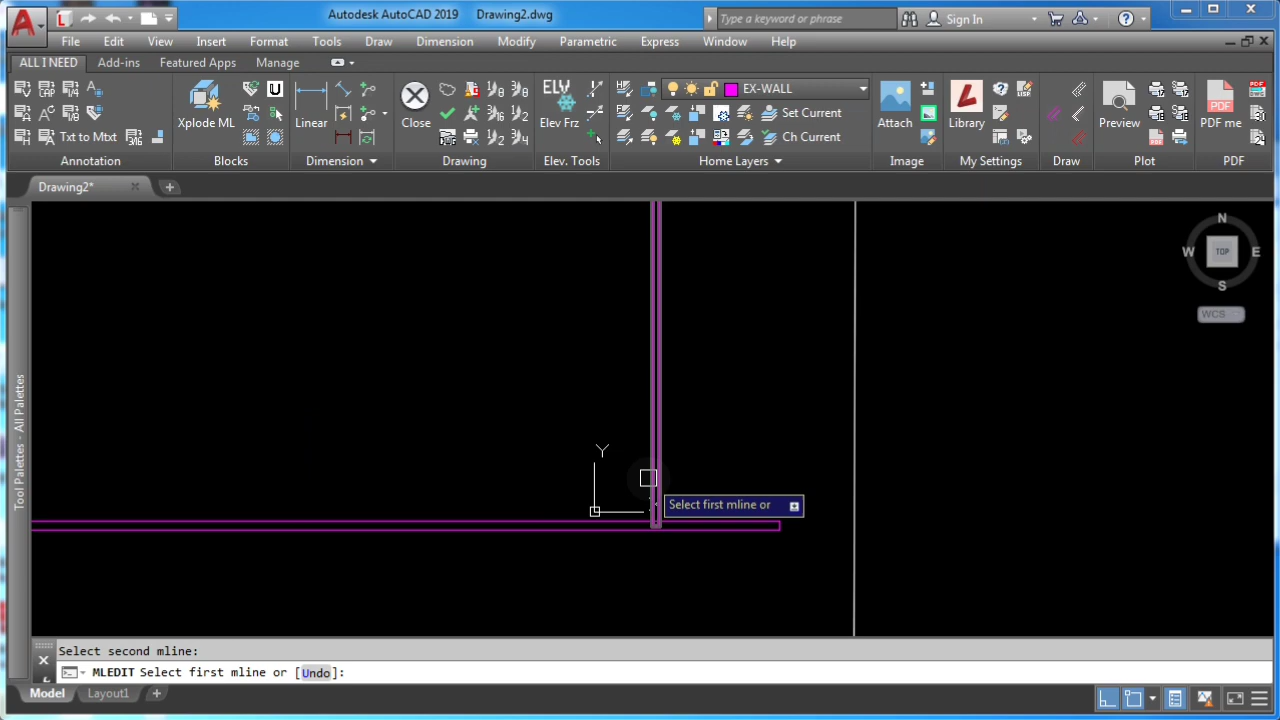 Autodesk AutoCAD 2019 Drawing2.dwg
Type a keyword or phrase
Sign In
File Edit View Insert Format Tools Draw Dimension Modify Parametric Express Window Help
ALL I NEED Add-ins Featured Apps Manage
EX-WALL
Set Current
Txt to Mtxt
Xplode ML
Linear
Close
Elev Frz
Ch Current
Attach
Library
Preview
PDF
PDF me
Annotation Blocks Dimension Drawing Elev. Tools Home Layers Image My Settings Draw Plot PDF
Drawing2*
N
W TOP E
S
WCS
Tool Palettes - All Palettes
Y
Select first mline or
Select second mline:
MLEDIT Select first mline or [Undo]:
Model Layout1